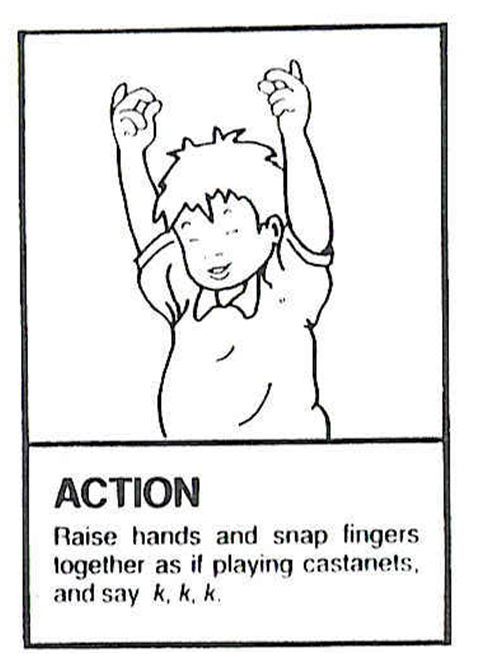 ACTION
Raise hands and snap fingers
together as if playing castanets,
and say k, k, k.